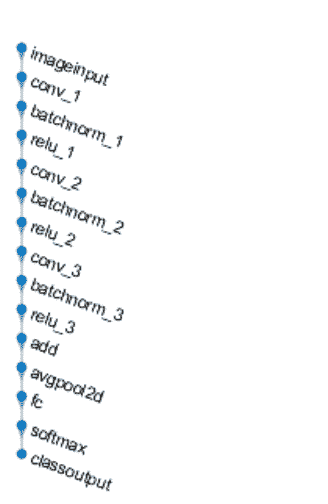 imageinput
conv_1
batchnorm_1
relu_1
conv_2
batchnorm_2
relu_2
conv_3
batchnorm_3
relu_3
add
avgpool2d
fc
softmax
classoutput